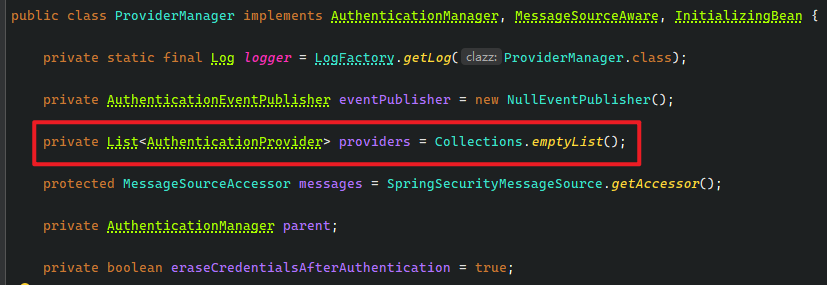 public class ProviderManager implements AuthenticationManager, MessageSourceAware, InitializingBean {
private static final Log logger = LogFactory.getLog( clazz: ProviderManager.class);
private AuthenticationEventPublisher eventPublisher = new NullEventPublisher();
private List<AuthenticationProvider> providers = Collections.emptyList();
protected MessageSourceAccessor messages = SpringSecurityMessageSource.getAccessor();
private AuthenticationManager parent;
private boolean eraseCredentialsAfterAuthentication = true;